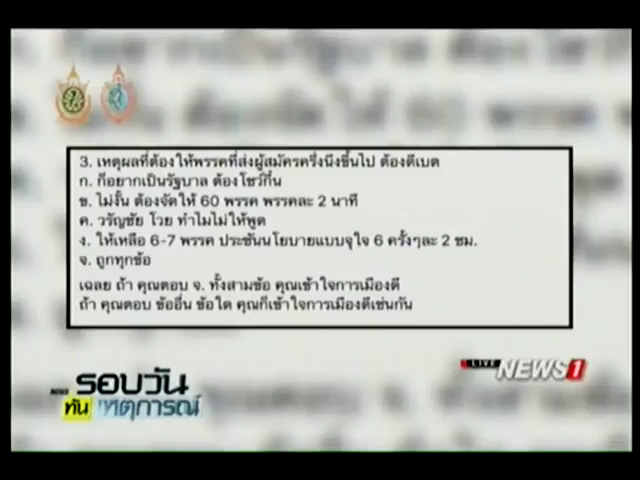 3. เหตุผลที่ต้องให้พรรคที่ส่งผู้สมัครครึ่งนึงขึ้นไป ต้องดีเบต
ก. ก็อยากเป็นรัฐบาล ต้องโชว์กึ๋น
ข. ไม่งั้น ต้องจัดให้ 60 พรรค พรรคละ 2 นาที
ค. วรัญชัย โวย ทำไมไม่ให้พูด
ง. ให้เหลือ 6-7 พรรค ประชันนโยบายแบบจุใจ 6 ครั้งๆละ 2 ชม.
จ. ถูกทุกข้อ
เฉลย ถ้า คุณตอบ จ. ทั้งสามข้อ คุณเข้าใจการเมืองดี
ถ้า คุณตอบ ข้ออื่น ข้อใด คุณก็เข้าใจการเมืองดีเช่นกัน
LIVE NEWS1
รอบวัน
ทัน เหตุการณ์